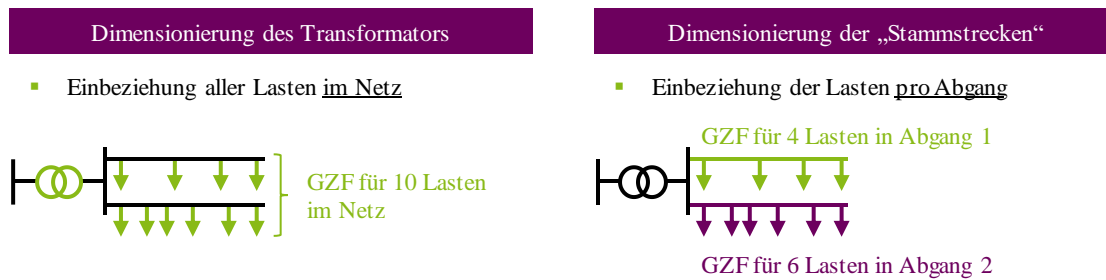 Dimensionierung des Transformators
Einbeziehung aller Lasten im Netz
GZF für 10 Lasten
im Netz
Dimensionierung der „Stammstrecken“
Einbeziehung der Lasten pro Abgang
GZF für 4 Lasten in Abgang 1
GZF für 6 Lasten in Abgang 2